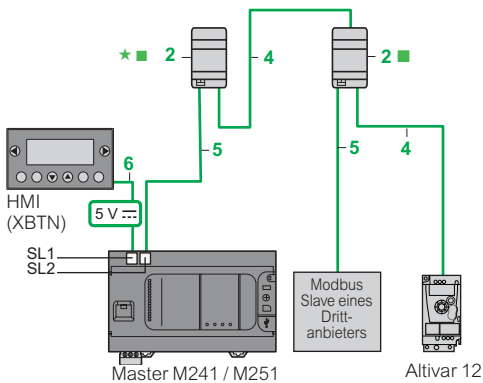 ★ ■ 2
4
2 ■
5
5
4
6
HMI
(XBTN)
5 V ⎓
SL1
SL2
Modbus
Slave eines
Dritt-
anbieters
Master M241 / M251
Altivar 12